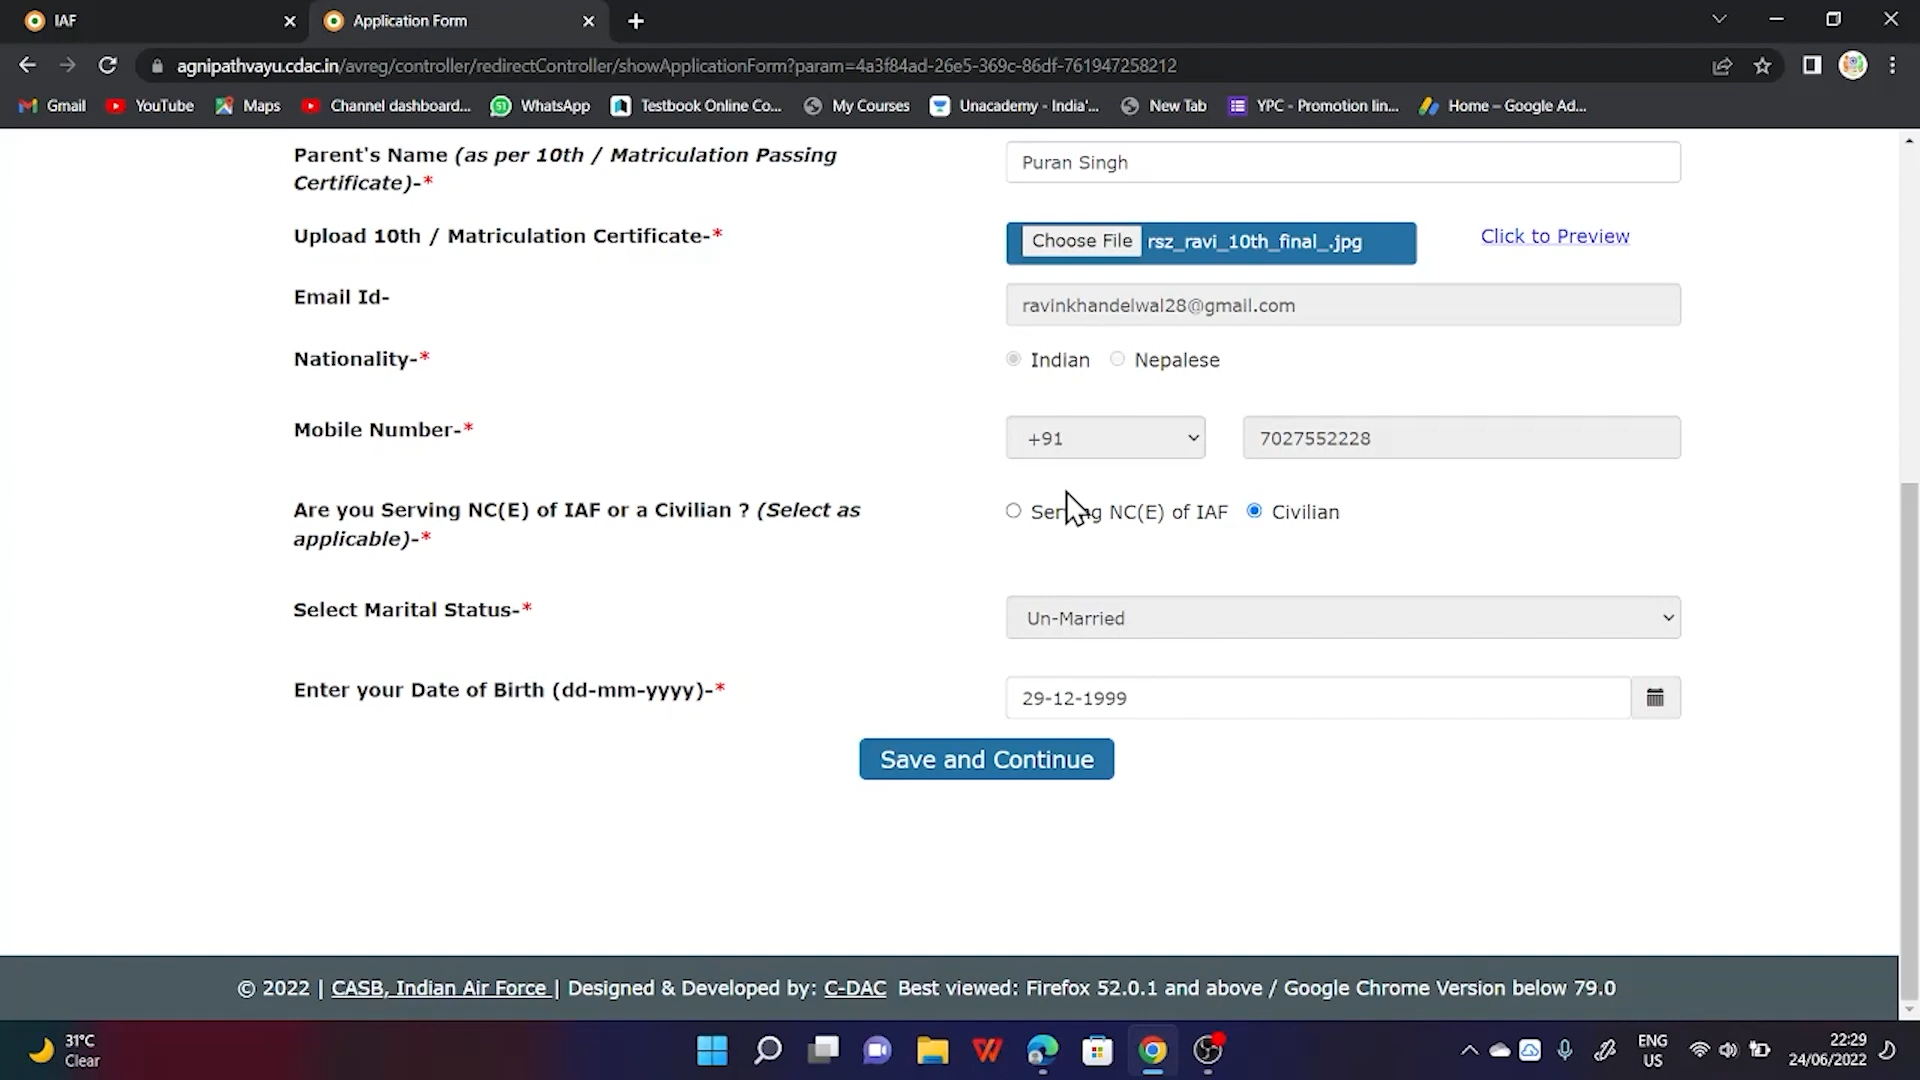 IAF
Application Form
agnipathvayu.cdac.in/avreg/controller/redirectController/showApplicationForm?param=4a3f84ad-26e5-369c-86df-761947258212
Gmail YouTube Maps Channel dashboard... WhatsApp Testbook Online Co... My Courses Unacademy - India'... New Tab YPC - Promotion lin... Home – Google Ad...
Parent's Name (as per 10th / Matriculation Passing
Certificate)-*
Puran Singh
Upload 10th / Matriculation Certificate-*
Choose File rsz_ravi_10th_final_.jpg
Click to Preview
Email Id-
ravinkhandelwal28@gmail.com
Nationality-*
Indian Nepalese
Mobile Number-*
+91
7027552228
Are you Serving NC(E) of IAF or a Civilian ? (Select as
applicable)-*
Serving NC(E) of IAF Civilian
Select Marital Status-*
Un-Married
Enter your Date of Birth (dd-mm-yyyy)-*
29-12-1999
Save and Continue
© 2022 | CASB, Indian Air Force | Designed & Developed by: C-DAC Best viewed: Firefox 52.0.1 and above / Google Chrome Version below 79.0
31°C
Clear
ENG
US
22:29
24/06/2022